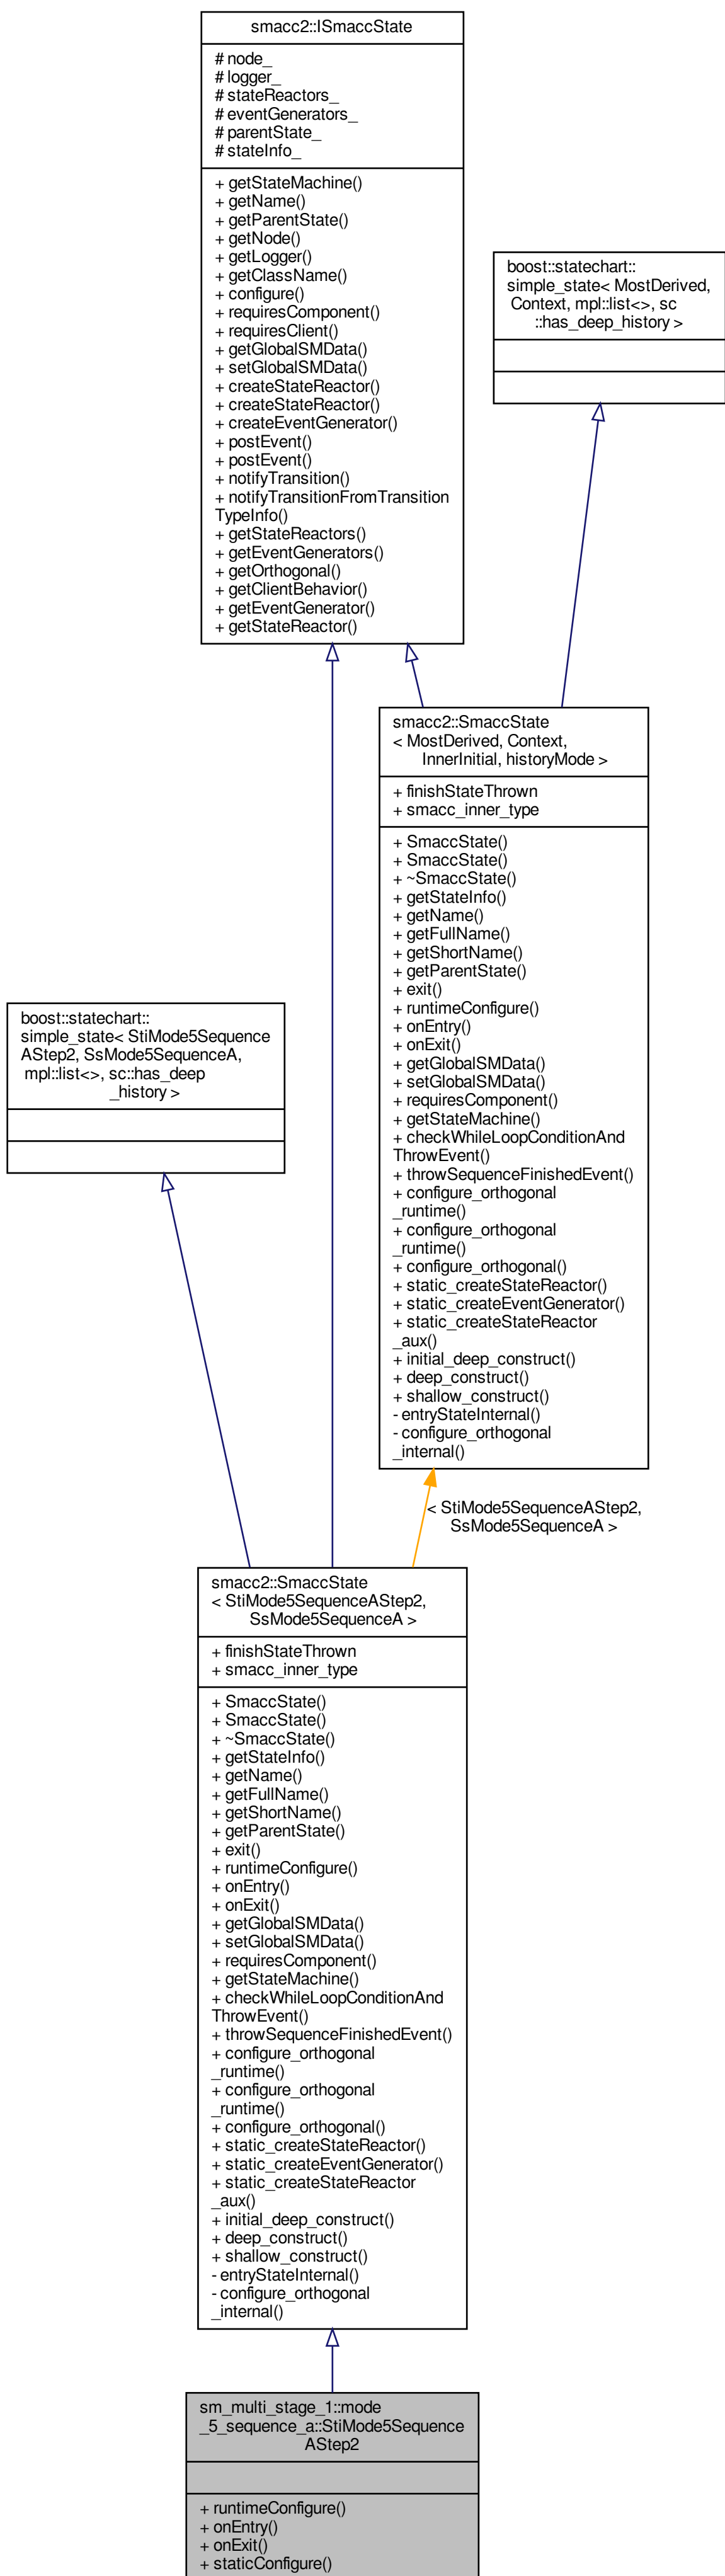 smacc2::ISmaccState
# node_
# logger_
# stateReactors_
# eventGenerators_
# parentState_
# stateInfo_
+ getStateMachine()
+ getName()
+ getParentState()
+ getNode()
+ getLogger()
+ getClassName()
+ configure()
+ requiresComponent()
+ requiresClient()
+ getGlobalSMData()
+ setGlobalSMData()
+ createStateReactor()
+ createStateReactor()
+ createEventGenerator()
+ postEvent()
+ postEvent()
+ notifyTransition()
+ notifyTransitionFromTransition
TypeInfo()
+ getStateReactors()
+ getEventGenerators()
+ getOrthogonal()
+ getClientBehavior()
+ getEventGenerator()
+ getStateReactor()
boost::statechart::
simple_state< MostDerived,
Context, mpl::list<>, sc
::has_deep_history >
smacc2::SmaccState
< MostDerived, Context,
InnerInitial, historyMode >
+ finishStateThrown
+ smacc_inner_type
+ SmaccState()
+ SmaccState()
+ ~SmaccState()
+ getStateInfo()
+ getName()
+ getFullName()
+ getShortName()
+ getParentState()
+ exit()
+ runtimeConfigure()
+ onEntry()
+ onExit()
+ getGlobalSMData()
+ setGlobalSMData()
+ requiresComponent()
+ getStateMachine()
+ checkWhileLoopConditionAnd
ThrowEvent()
+ throwSequenceFinishedEvent()
+ configure_orthogonal
_runtime()
+ configure_orthogonal
_runtime()
+ configure_orthogonal()
+ static_createStateReactor()
+ static_createEventGenerator()
+ static_createStateReactor
_aux()
+ initial_deep_construct()
+ deep_construct()
+ shallow_construct()
- entryStateInternal()
- configure_orthogonal
_internal()
boost::statechart::
simple_state< StiMode5Sequence
AStep2, SsMode5SequenceA,
mpl::list<>, sc::has_deep
_history >
< StiMode5SequenceAStep2,
SsMode5SequenceA >
smacc2::SmaccState
< StiMode5SequenceAStep2,
SsMode5SequenceA >
+ finishStateThrown
+ smacc_inner_type
+ SmaccState()
+ SmaccState()
+ ~SmaccState()
+ getStateInfo()
+ getName()
+ getFullName()
+ getShortName()
+ getParentState()
+ exit()
+ runtimeConfigure()
+ onEntry()
+ onExit()
+ getGlobalSMData()
+ setGlobalSMData()
+ requiresComponent()
+ getStateMachine()
+ checkWhileLoopConditionAnd
ThrowEvent()
+ throwSequenceFinishedEvent()
+ configure_orthogonal
_runtime()
+ configure_orthogonal
_runtime()
+ configure_orthogonal()
+ static_createStateReactor()
+ static_createEventGenerator()
+ static_createStateReactor
_aux()
+ initial_deep_construct()
+ deep_construct()
+ shallow_construct()
- entryStateInternal()
- configure_orthogonal
_internal()
sm_multi_stage_1::mode
_5_sequence_a::StiMode5Sequence
AStep2
+ runtimeConfigure()
+ onEntry()
+ onExit()
+ staticConfigure()